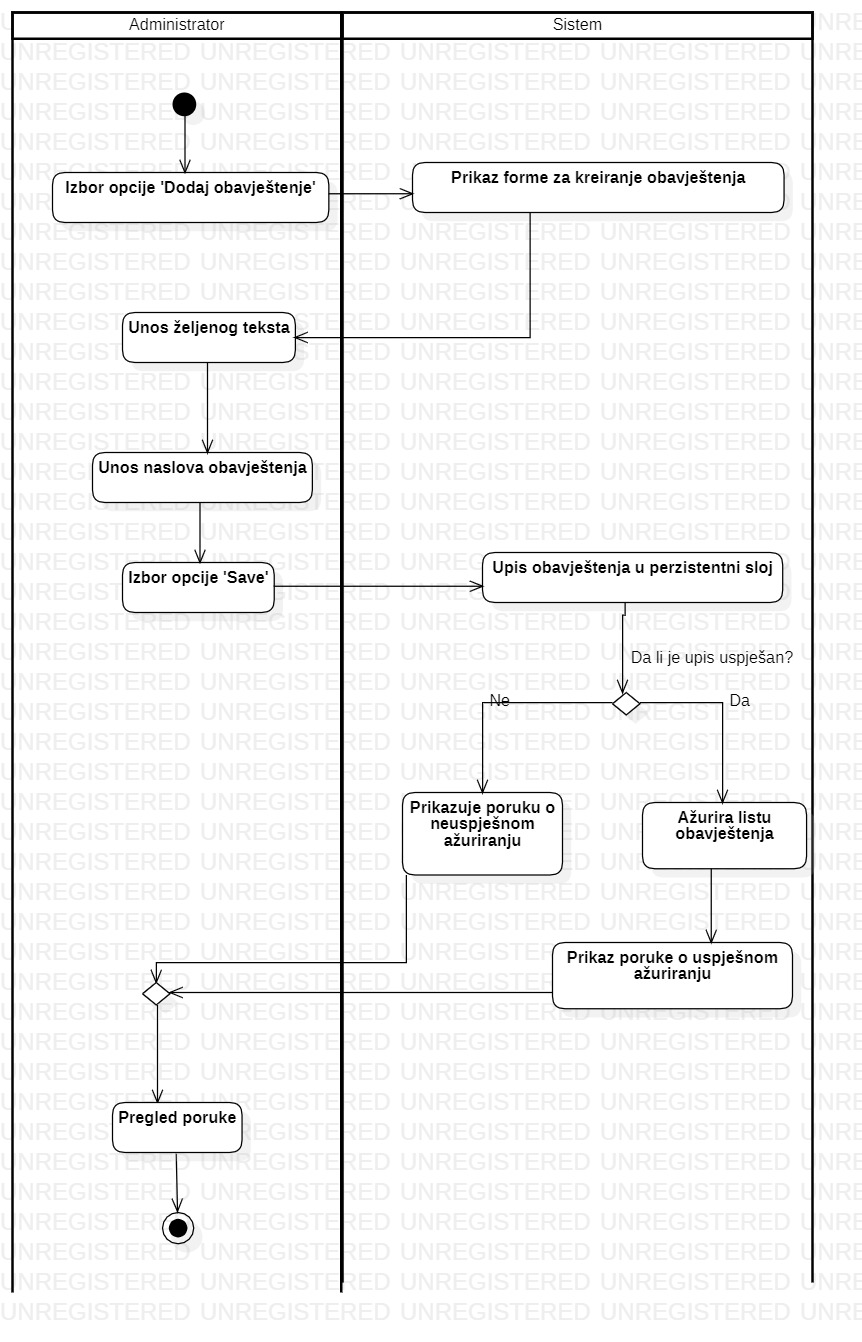 Administrator
Sistem
Izbor opcije 'Dodaj obavještenje'
Prikaz forme za kreiranje obavještenja
Unos željenog teksta
Unos naslova obavještenja
Izbor opcije 'Save'
Upis obavještenja u perzistentni sloj
Da li je upis uspješan?
Ne
Da
Prikazuje poruku o
neuspješnom
ažuriranju
Ažurira listu
obavještenja
Prikaz poruke o uspješnom
ažuriranju
Pregled poruke
UNREGISTERED